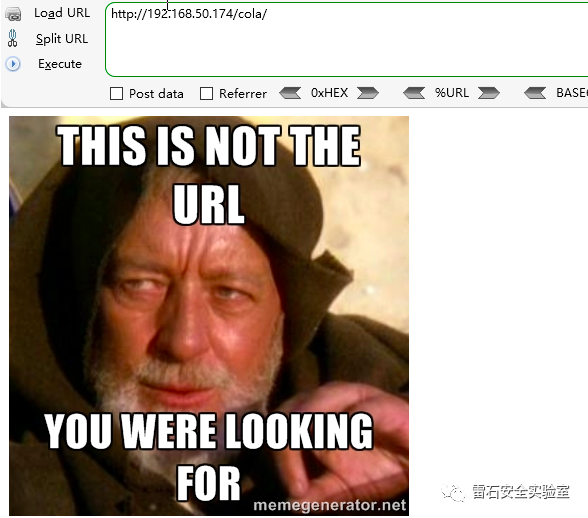 Load URL
http://192.168.50.174/cola/
Split URL
Execute
Post data Referrer 0xHEX %URL BASE6
THIS IS NOT THE
URL
YOU WERE LOOKING
FOR
memegenerator.net
雷石安全实验室